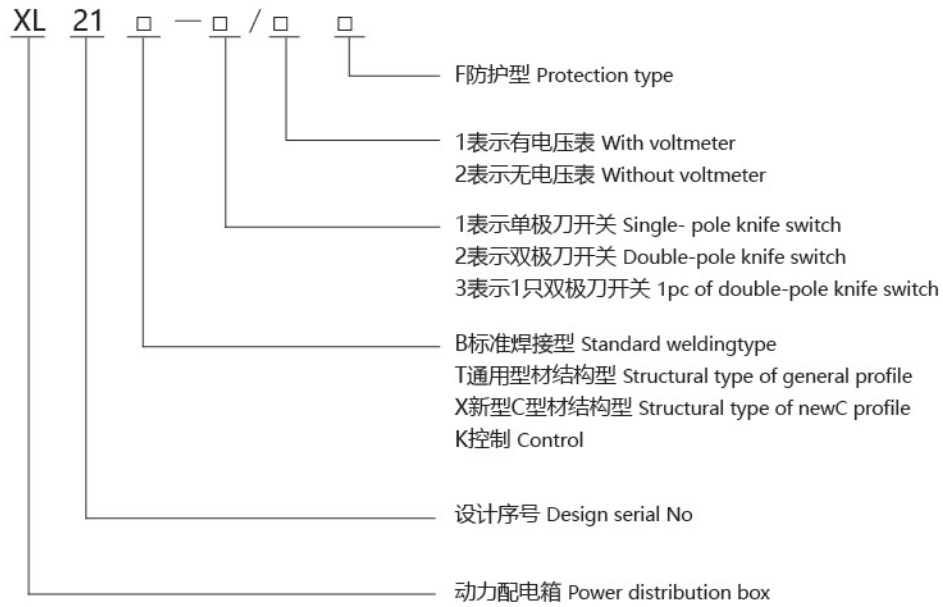 XL 21 □ — □ / □ □
F防护型 Protection type
1表示有电压表 With voltmeter
2表示无电压表 Without voltmeter
1表示单极刀开关 Single- pole knife switch
2表示双极刀开关 Double-pole knife switch
3表示1只双极刀开关 1pc of double-pole knife switch
B标准焊接型 Standard weldingtype
T通用型材结构型 Structural type of general profile
X新型C型材结构型 Structural type of newC profile
K控制 Control
设计序号 Design serial No
动力配电箱 Power distribution box